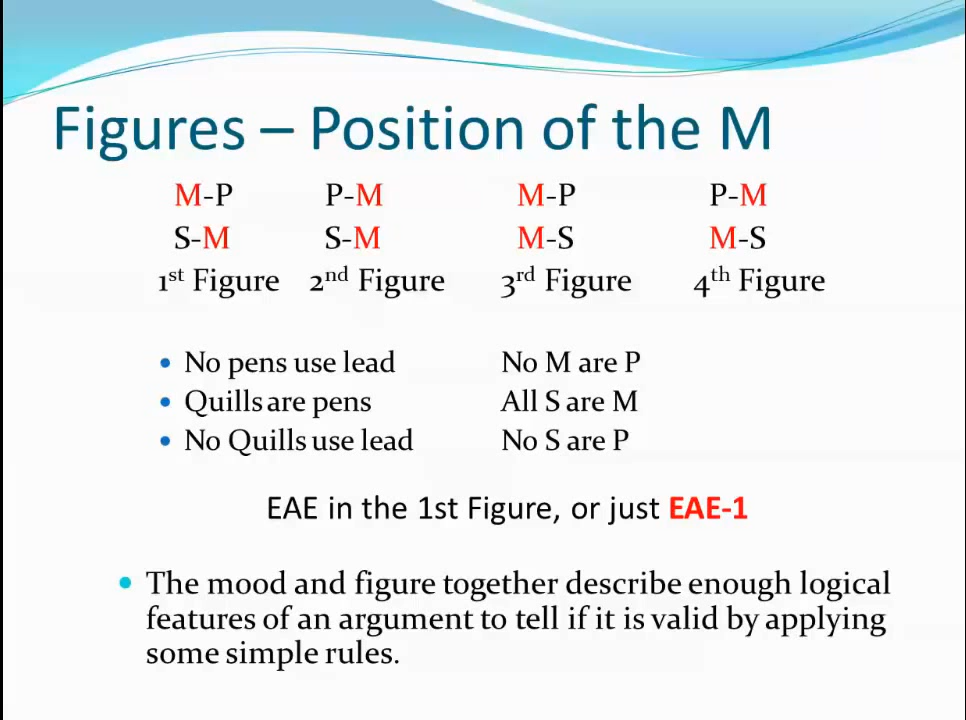 Figures – Position of the M
M-P P-M M-P P-M
S-M S-M M-S M-S
1st Figure 2nd Figure 3rd Figure 4th Figure
• No pens use lead No M are P
• Quills are pens All S are M
• No Quills use lead No S are P
EAE in the 1st Figure, or just EAE-1
• The mood and figure together describe enough logical
features of an argument to tell if it is valid by applying
some simple rules.